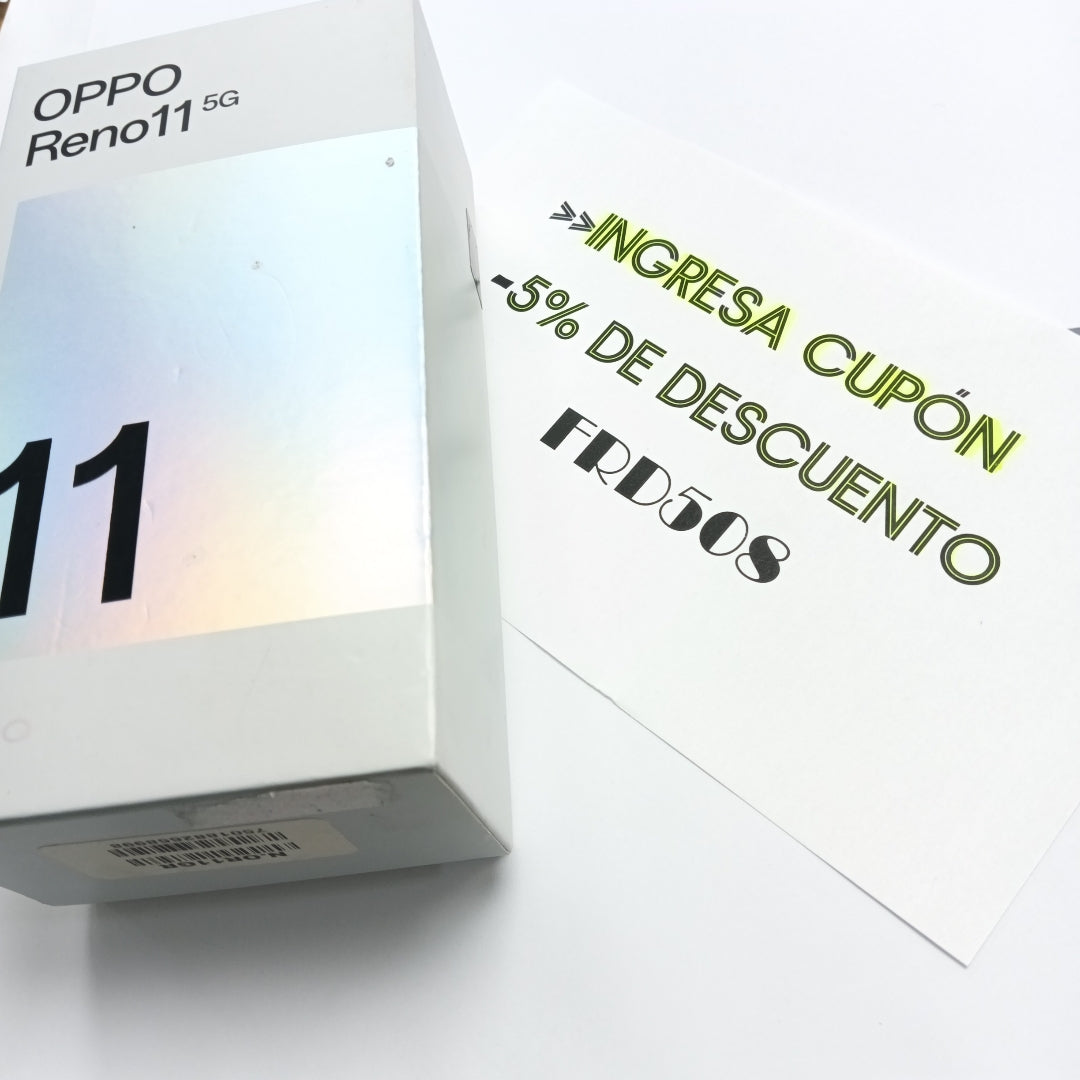 OPPO
Reno11 5G
11
»INGRESA CUPÓN
-5% DE DESCUENTO
FRD508